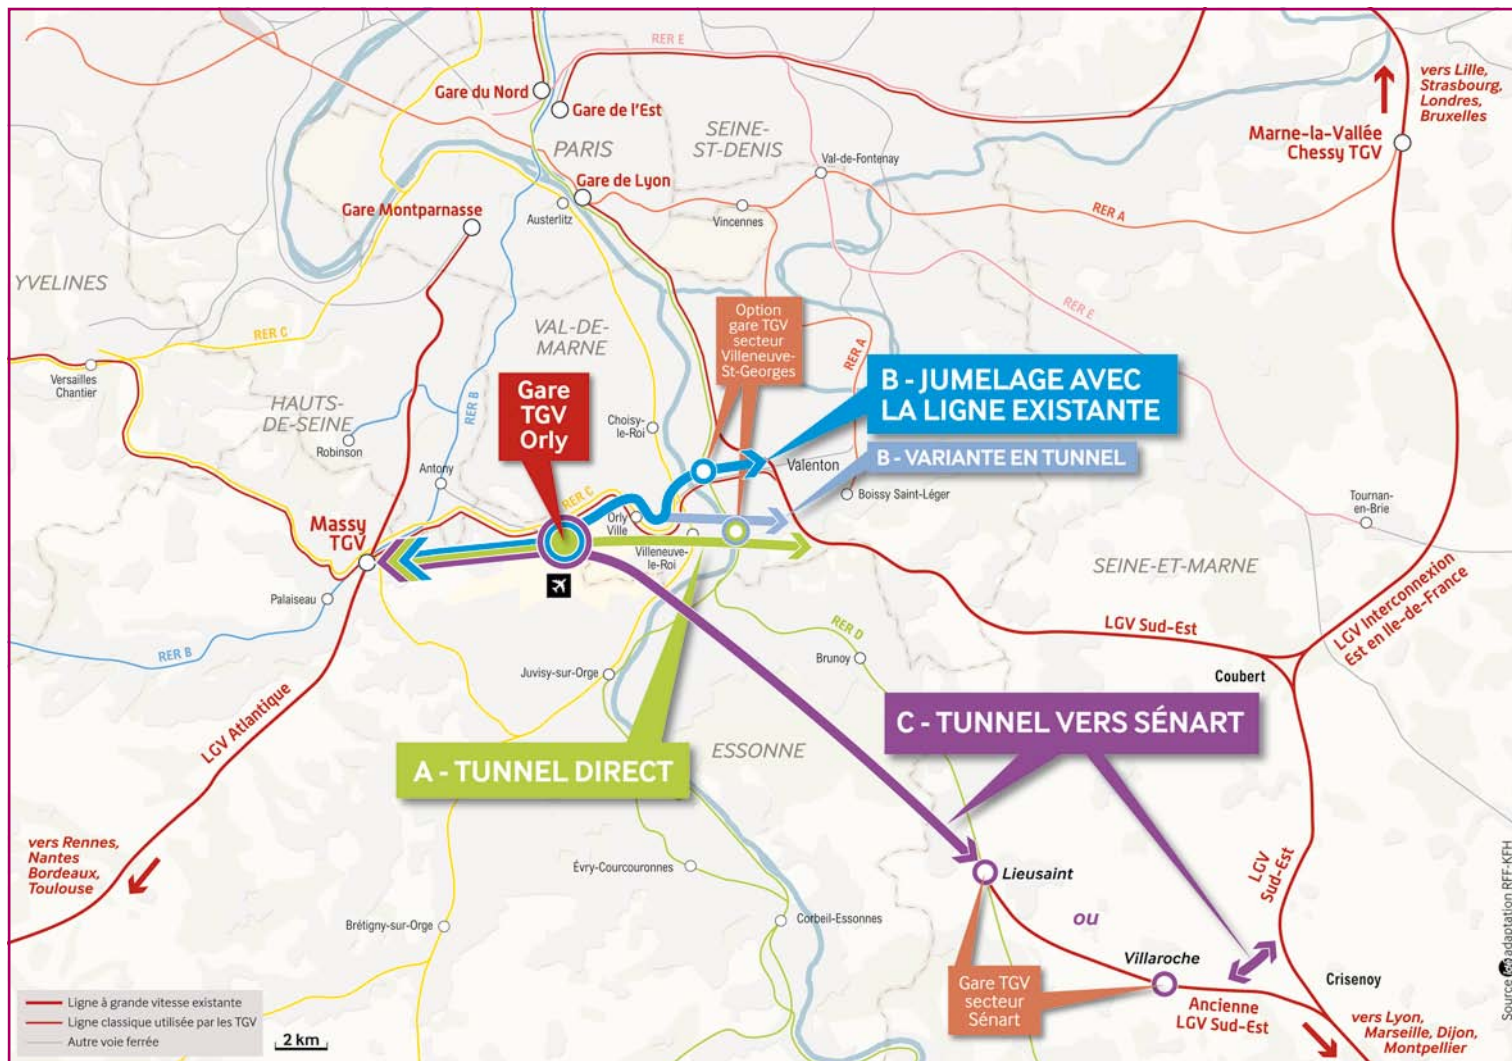 RER E
vers Lille,
Strasbourg,
Londres,
Bruxelles
Gare du Nord
Gare de l'Est
SEINE-
ST-DENIS
Marne-la-Vallée
Chessy TGV
PARIS
Val-de-Fontenay
Gare de Lyon
Gare Montparnasse
Austerlitz
Vincennes
RER A
YVELINES
RER C
VAL-DE-
MARNE
Option
gare TGV
secteur
Villeneuve-
St-Georges
RER A
RER E
Versailles
Chantier
HAUTS-
DE-SEINE
RER B
Gare
TGV
Orly
B - JUMELAGE AVEC
LA LIGNE EXISTANTE
Choisy-
le-Roi
Robinson
Antony
Valenton
B - VARIANTE EN TUNNEL
RER C
Boissy Saint-Léger
Tournan-
en-Brie
Massy
TGV
Orly
Ville
Villeneuve-
le-Roi
SEINE-ET-MARNE
Palaiseau
RER B
RER D
LGV Sud-Est
LGV Interconnexion
Est en Ile-de-France
Brunoy
Juvisy-sur-Orge
Coubert
LGV Atlantique
C - TUNNEL VERS SÉNART
A - TUNNEL DIRECT
ESSONNE
vers Rennes,
Nantes
Bordeaux,
Toulouse
Évry-Courcouronnes
Lieusaint
LGV
Sud-Est
Brétigny-sur-Orge
Corbeil-Essonnes
ou
Villaroche
Crisenoy
Gare TGV
secteur
Sénart
Ancienne
LGV Sud-Est
vers Lyon,
Marseille, Dijon,
Montpellier
Ligne à grande vitesse existante
Ligne classique utilisée par les TGV
Autre voie ferrée
2 km
Source adaptation RFF-KFH